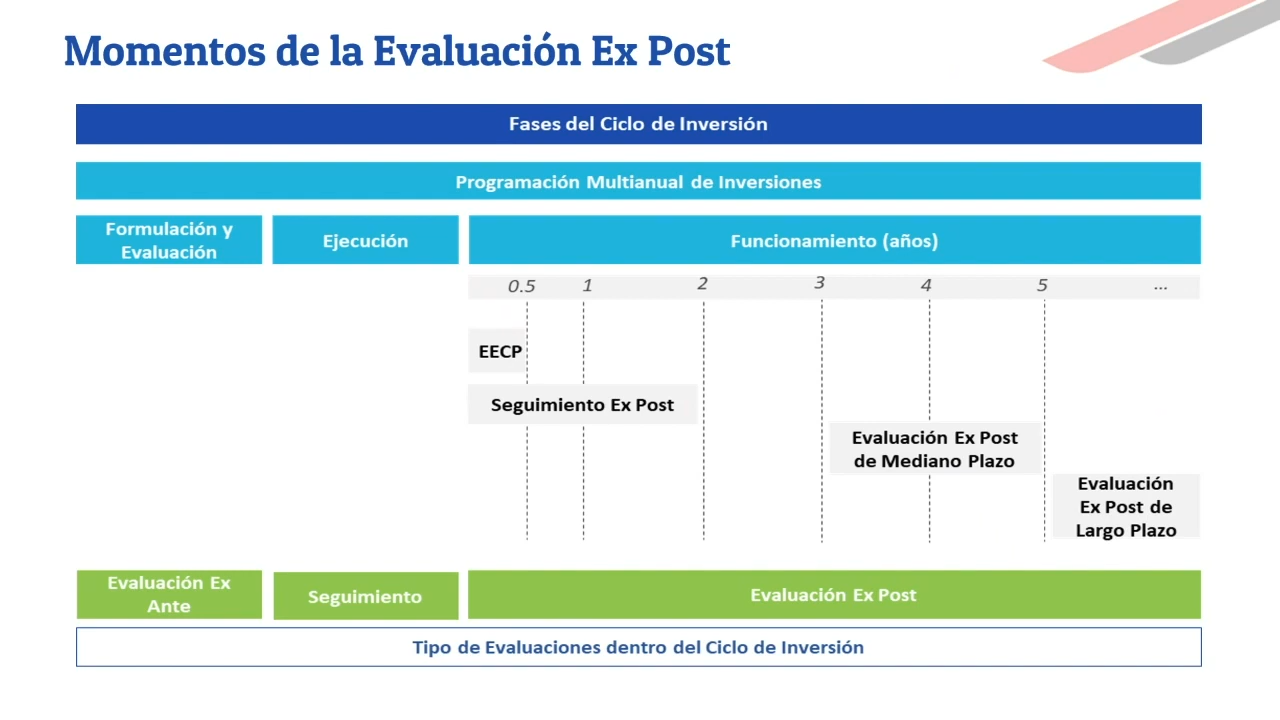 Momentos de la Evaluación Ex Post
Fases del Ciclo de Inversión
Programación Multianual de Inversiones
Formulación y
Evaluación
Ejecución
Funcionamiento (años)
0.5 1 2 3 4 5 ...
EECP
Seguimiento Ex Post
Evaluación Ex Post
de Mediano Plazo
Evaluación
Ex Post de
Largo Plazo
Evaluación Ex
Ante
Seguimiento
Evaluación Ex Post
Tipo de Evaluaciones dentro del Ciclo de Inversión